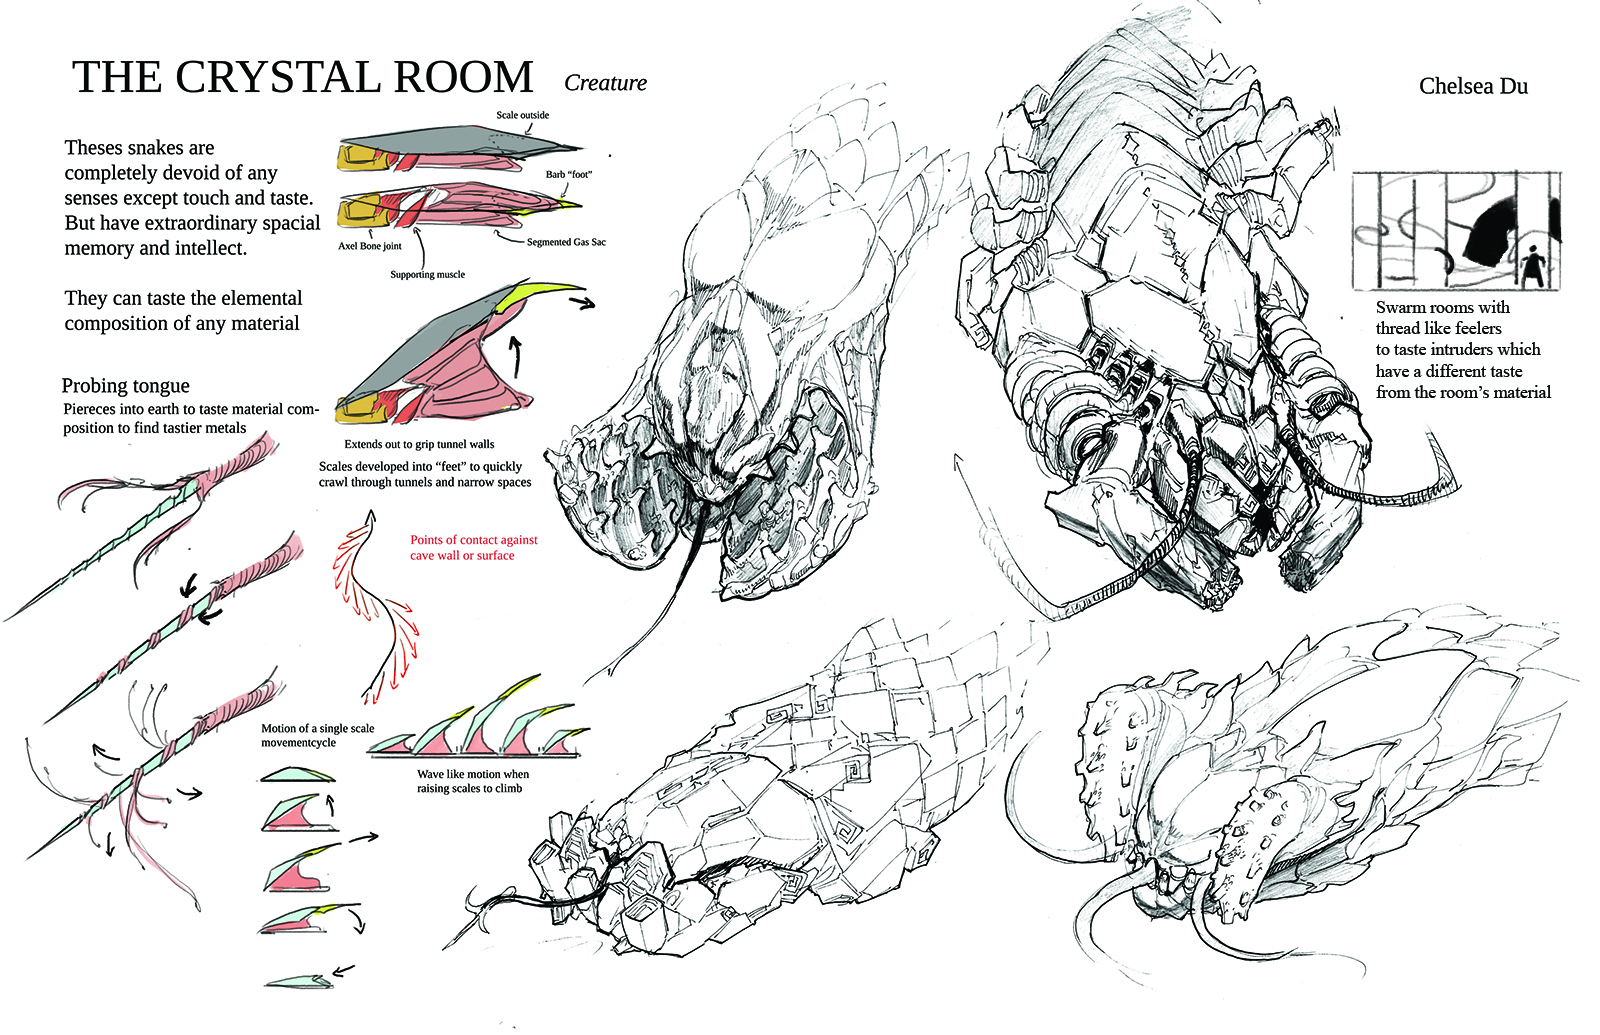 THE CRYSTAL ROOM
Creature
Chelsea Du
Theses snakes are
completely devoid of any
senses except touch and taste.
But have extraordinary spacial
memory and intellect.
They can taste the elemental
composition of any material
Probing tongue
Piereces into earth to taste material com-
position to find tastier metals
Scale outside
Barb “foot”
Axel Bone joint
Segmented Gas Sac
Supporting muscle
Extends out to grip tunnel walls
Scales developed into “feet” to quickly
crawl through tunnels and narrow spaces
Points of contact against
cave wall or surface
Motion of a single scale
movementcycle
Wave like motion when
raising scales to climb
Swarm rooms with
thread like feelers
to taste intruders which
have a different taste
from the room’s material